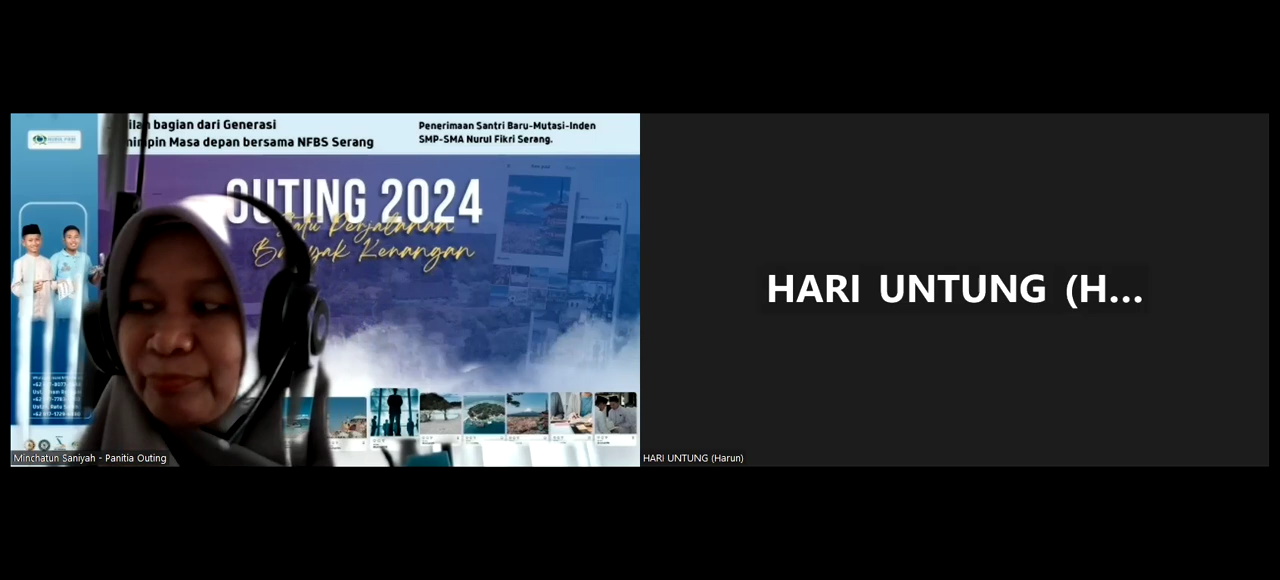 bagian dari Generasi
Masa depan bersama NFBS Serang
Penerimaan Santri Baru-Mutasi-Inden
SMP-SMA Nurul Fikri Serang.
OUTING 2024
Satu Perjalanan
Banyak Kenangan
Minchatun Saniyah - Panitia Outing
HARI UNTUNG (H...
HARI UNTUNG (Harun)